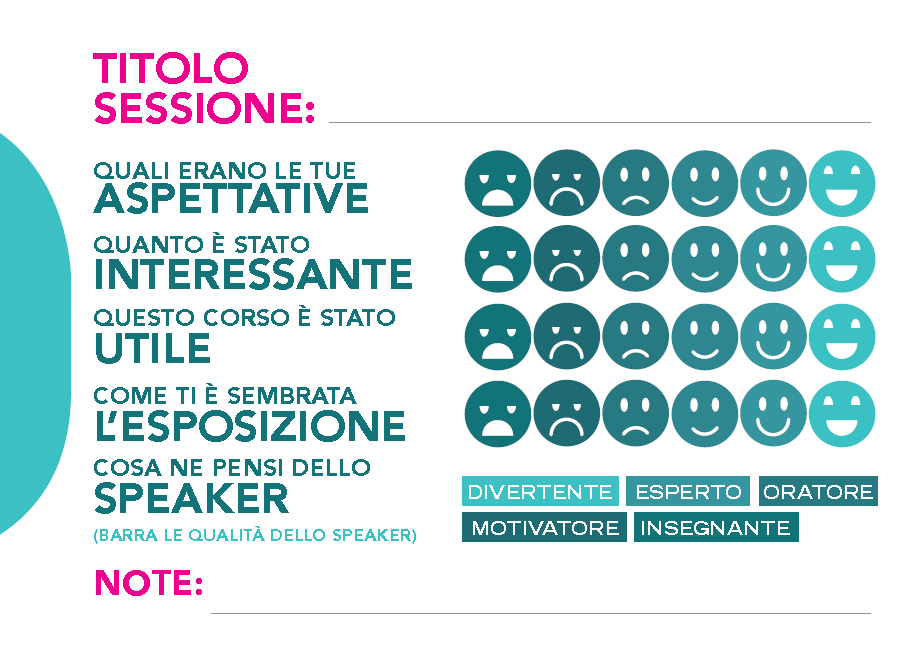 TITOLO
SESSIONE:
QUALI ERANO LE TUE
ASPETTATIVE
QUANTO È STATO
INTERESSANTE
QUESTO CORSO È STATO
UTILE
COME TI È SEMBRATA
L'ESPOSIZIONE
COSA NE PENSI DELLO
SPEAKER
(BARRA LE QUALITÀ DELLO SPEAKER)
DIVERTENTE ESPERTO ORATORE
MOTIVATORE INSEGNANTE
NOTE: